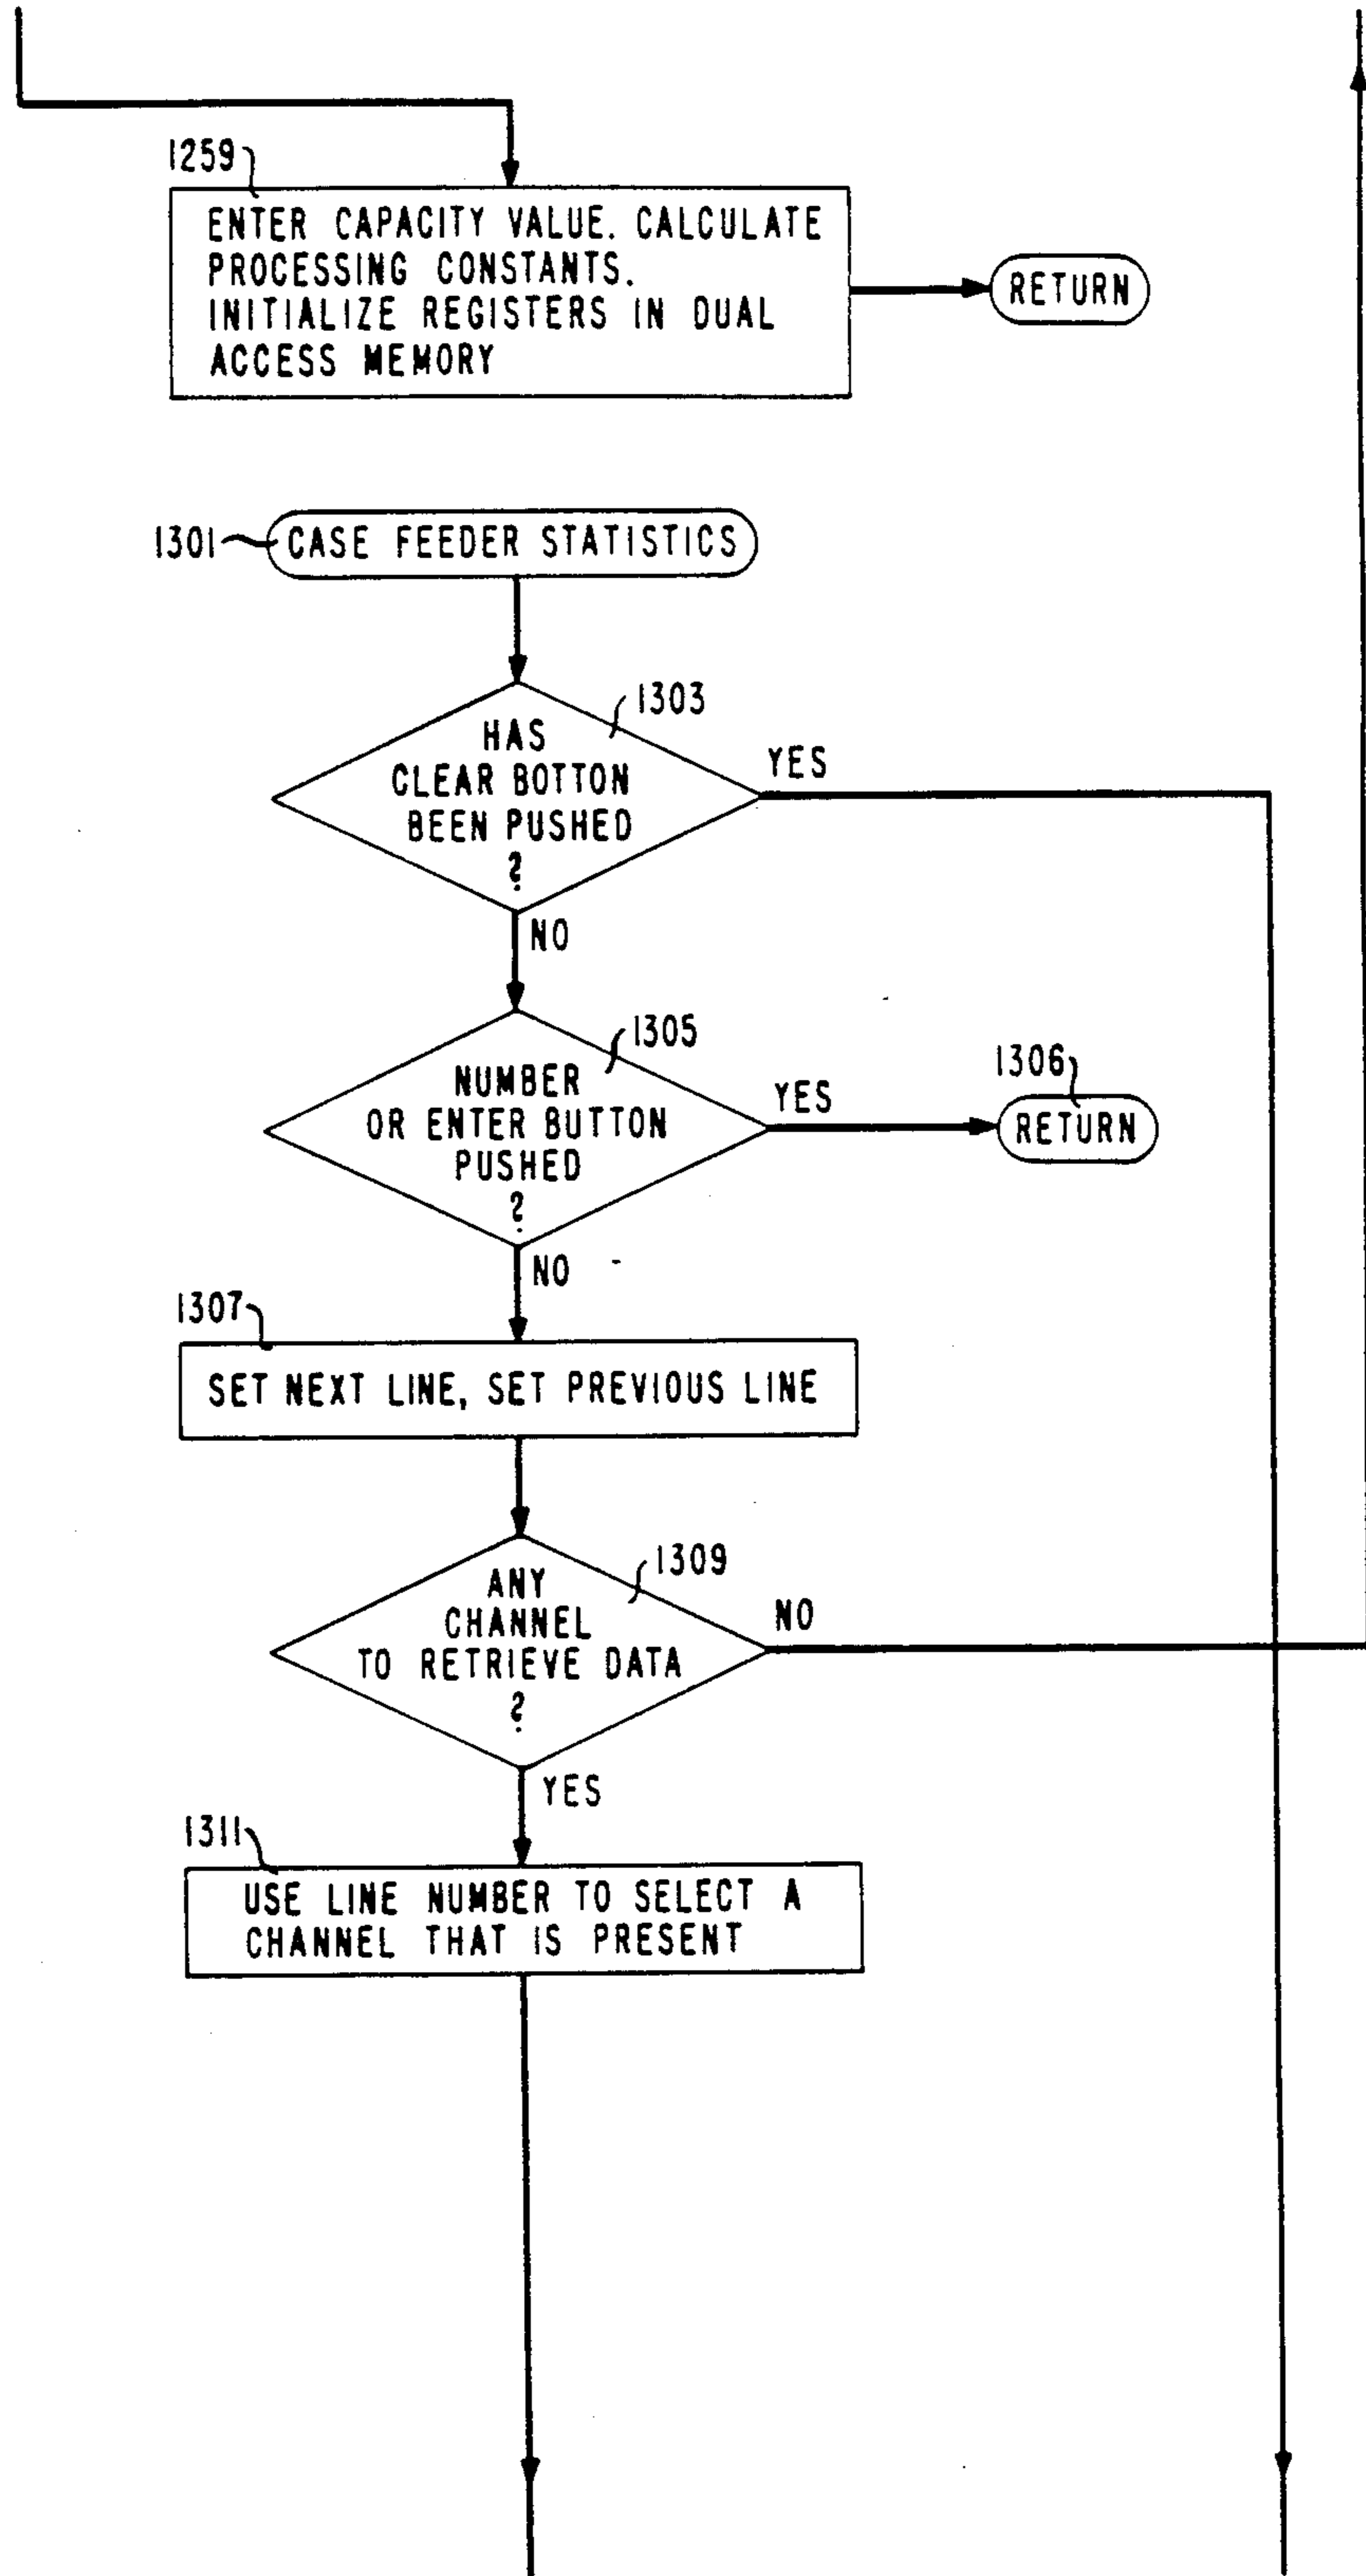 1259
ENTER CAPACITY VALUE. CALCULATE
PROCESSING CONSTANTS.
INITIALIZE REGISTERS IN DUAL
ACCESS MEMORY
RETURN
1301
CASE FEEDER STATISTICS
1303
HAS
CLEAR BOTTON
BEEN PUSHED
?
YES
NO
1305
NUMBER
OR ENTER BUTTON
PUSHED
?
YES
1306
RETURN
NO
1307
SET NEXT LINE, SET PREVIOUS LINE
1309
ANY
CHANNEL
TO RETRIEVE DATA
?
NO
YES
1311
USE LINE NUMBER TO SELECT A
CHANNEL THAT IS PRESENT